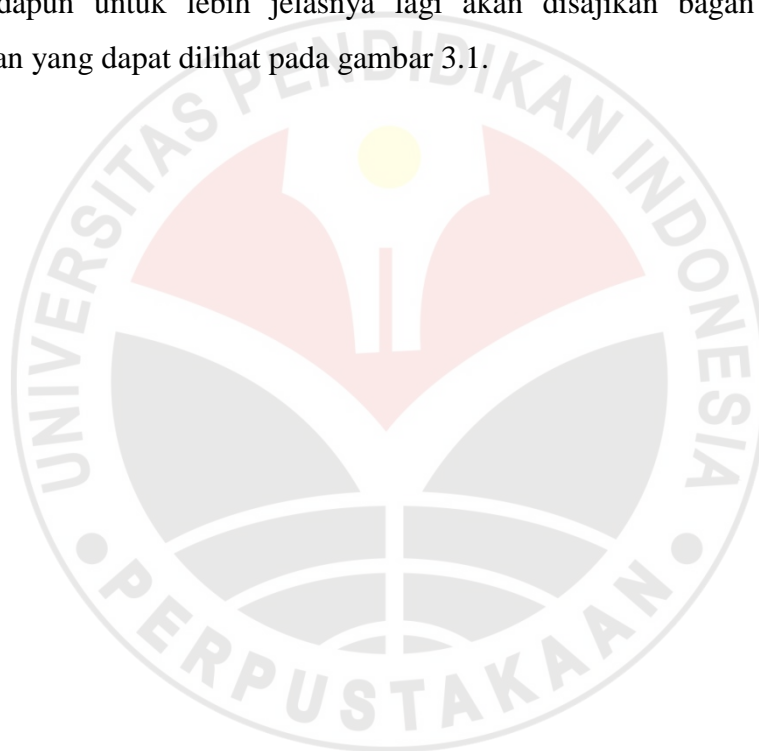 dapun untuk lebih jelasnya lagi akan disajikan bagan
an yang dapat dilihat pada gambar 3.1.
UNIVERSITAS PENDIDIKAN INDONESIA
PERPUSTAKAAN